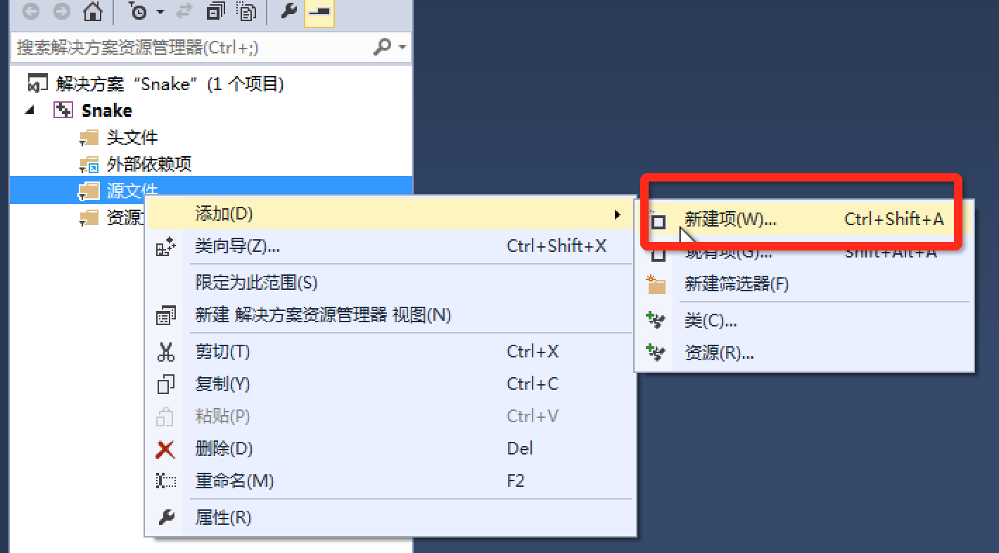 搜索解决方案资源管理器(Ctrl+;)
解决方案 “Snake” (1 个项目)
Snake
头文件
外部依赖项
源文件
资源
添加(D)
类向导(Z)... Ctrl+Shift+X
限定为此范围(S)
新建 解决方案资源管理器 视图(N)
剪切(T) Ctrl+X
复制(Y) Ctrl+C
粘贴(P) Ctrl+V
删除(D) Del
重命名(M) F2
属性(R)
新建项(W)... Ctrl+Shift+A
现有项(G)... Shift+Alt+A
新建筛选器(F)
类(C)...
资源(R)...